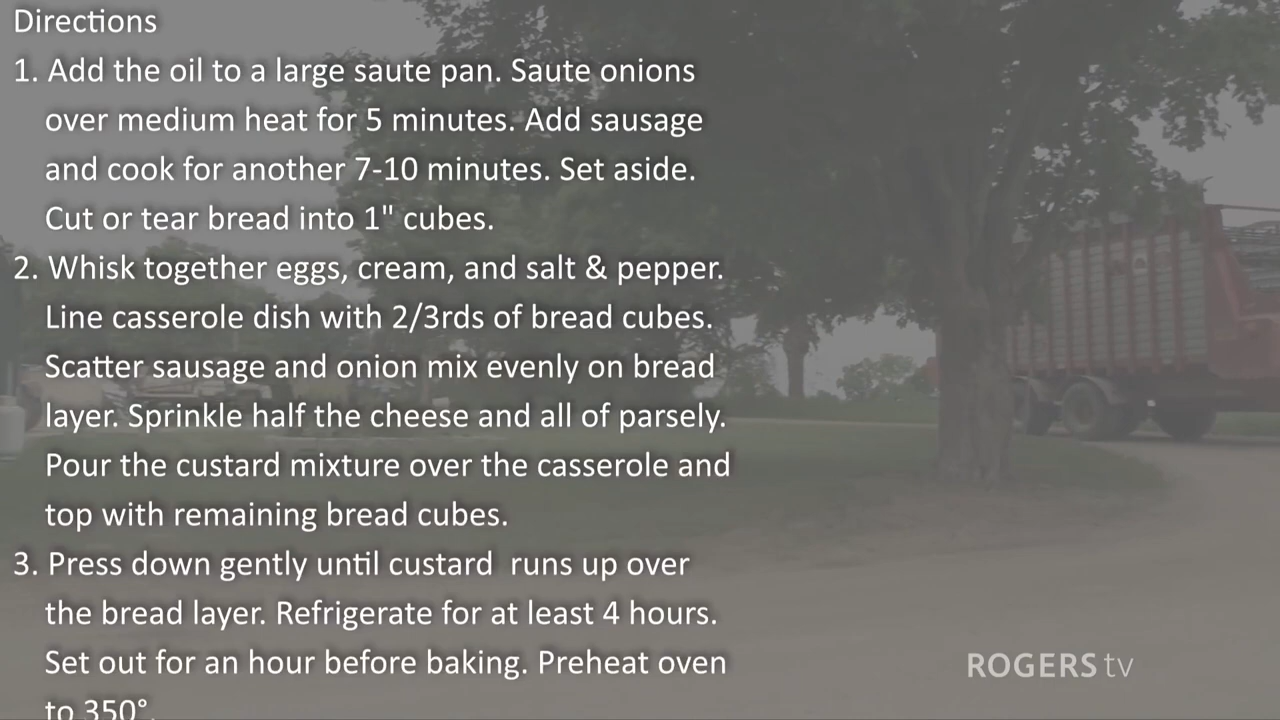 Directions
1. Add the oil to a large saute pan. Saute onions
over medium heat for 5 minutes. Add sausage
and cook for another 7-10 minutes. Set aside.
Cut or tear bread into 1" cubes.
2. Whisk together eggs, cream, and salt & pepper.
Line casserole dish with 2/3rds of bread cubes.
Scatter sausage and onion mix evenly on bread
layer. Sprinkle half the cheese and all of parsely.
Pour the custard mixture over the casserole and
top with remaining bread cubes.
3. Press down gently until custard  runs up over
the bread layer. Refrigerate for at least 4 hours.
Set out for an hour before baking. Preheat oven
to 350°.
ROGERS tv